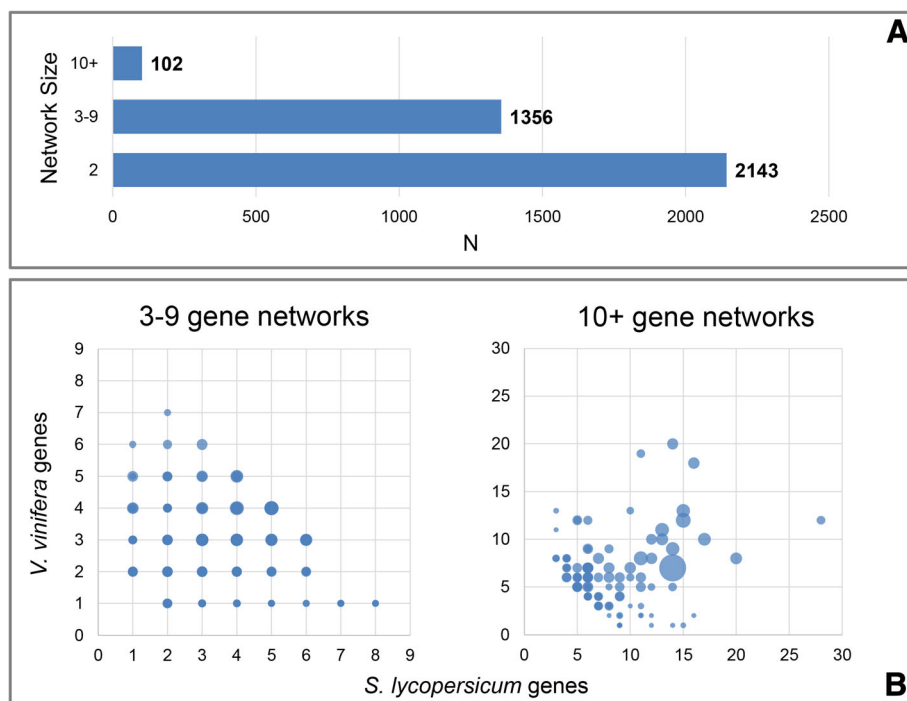 A
Network Size
10+ 102
3-9 1356
2 2143
0 500 1000 1500 2000 2500
N
3-9 gene networks 10+ gene networks
V. vinifera genes
9
8
7
6
5
4
3
2
1
0
0 1 2 3 4 5 6 7 8 9
30
25
20
15
10
5
0
0 5 10 15 20 25 30
S. lycopersicum genes
B